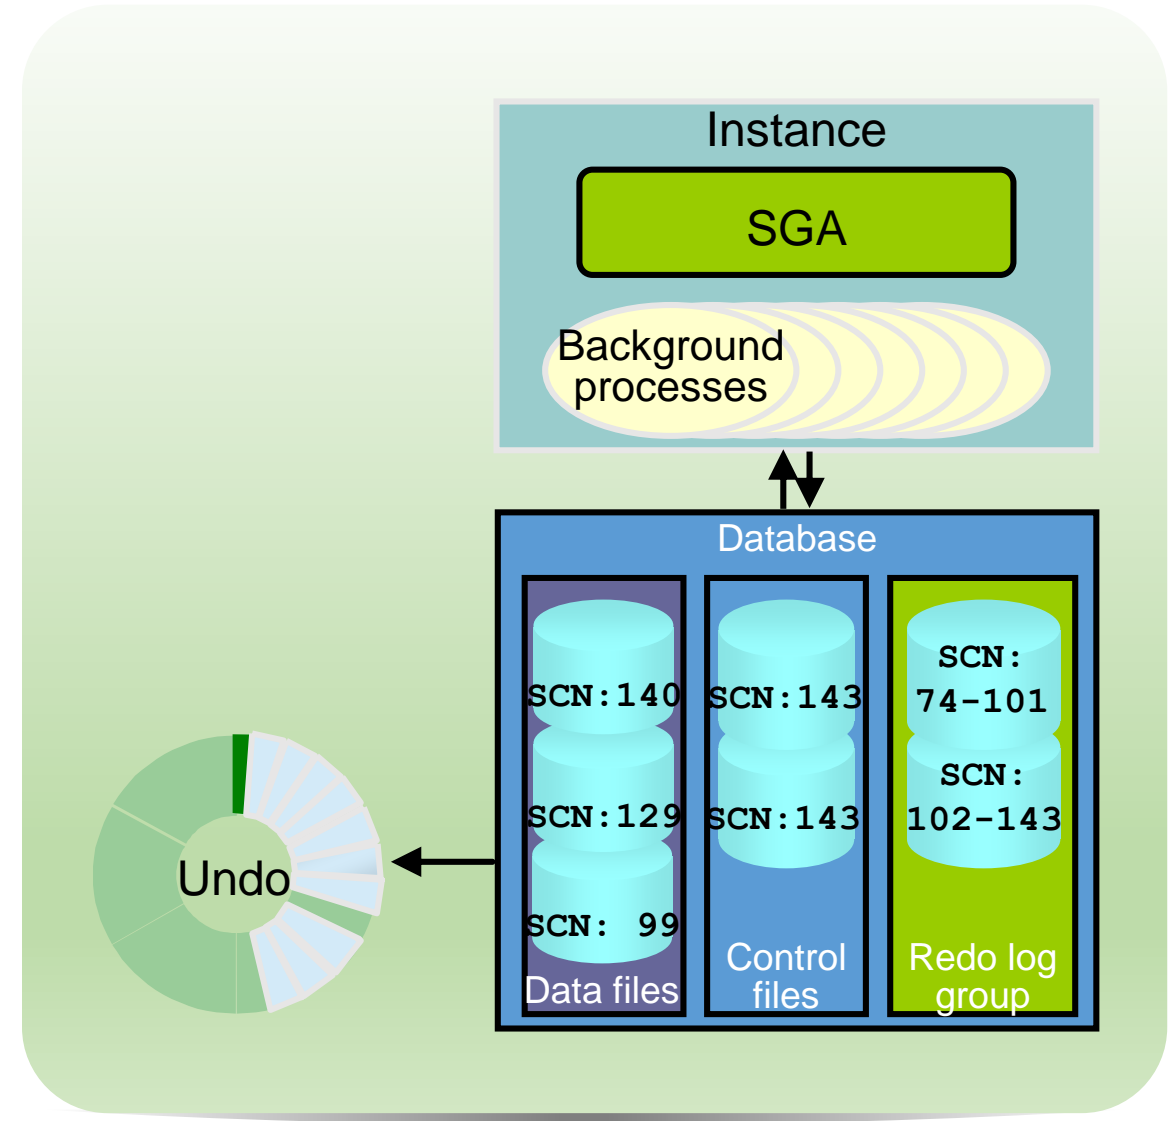 Instance
SGA
Background
processes
Database
SCN:140
SCN:129
SCN: 99
Data files
SCN:143
SCN:143
Control
files
SCN:
74-101
SCN:
102-143
Redo log
group
Undo